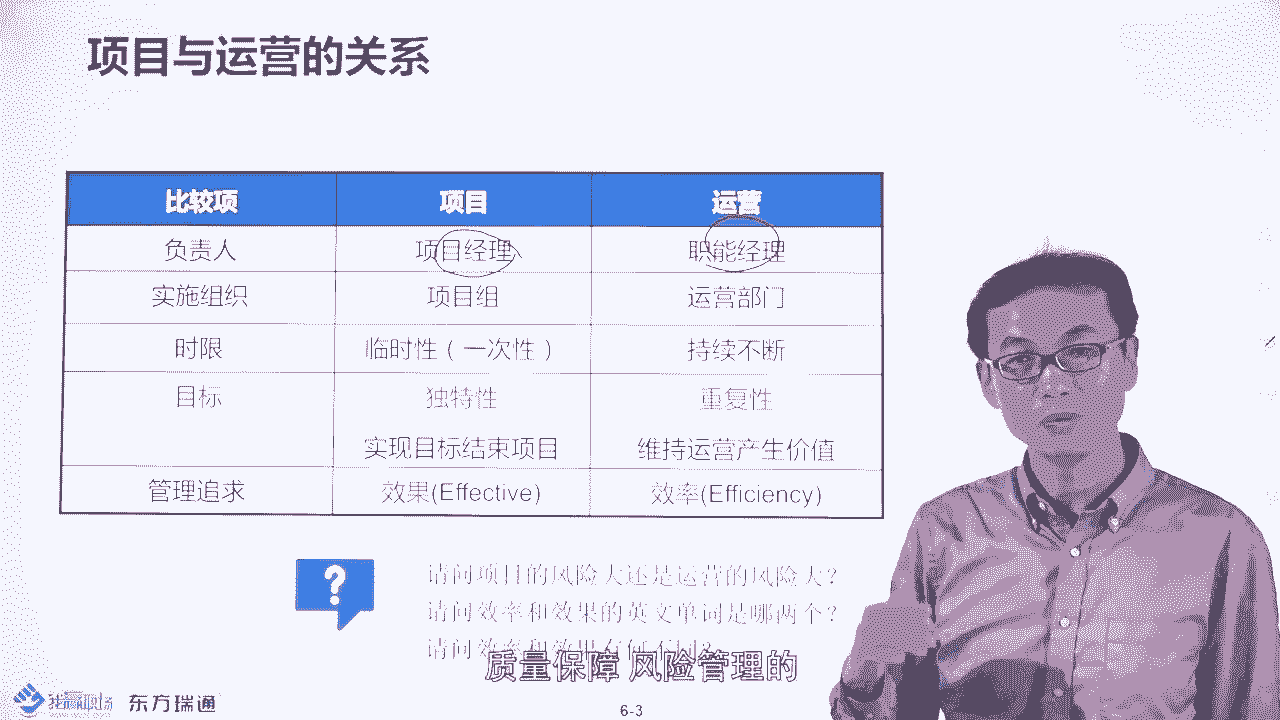 项目与运营的关系
比较项 项目 运营
负责人 项目经理 职能经理
实施组织 项目组 运营部门
时限 临时性(一次性) 持续不断
目标 独特性 重复性
实现目标结束项目 维持运营产生价值
管理追求 效果(Effective) 效率(Efficiency)
?
请问项目的风险大还是运营的风险大?
请问效率和效果的英文单词是哪两个?
请问效率和效果有何不同?
质量保障 风险管理的
东方瑞通
6-3